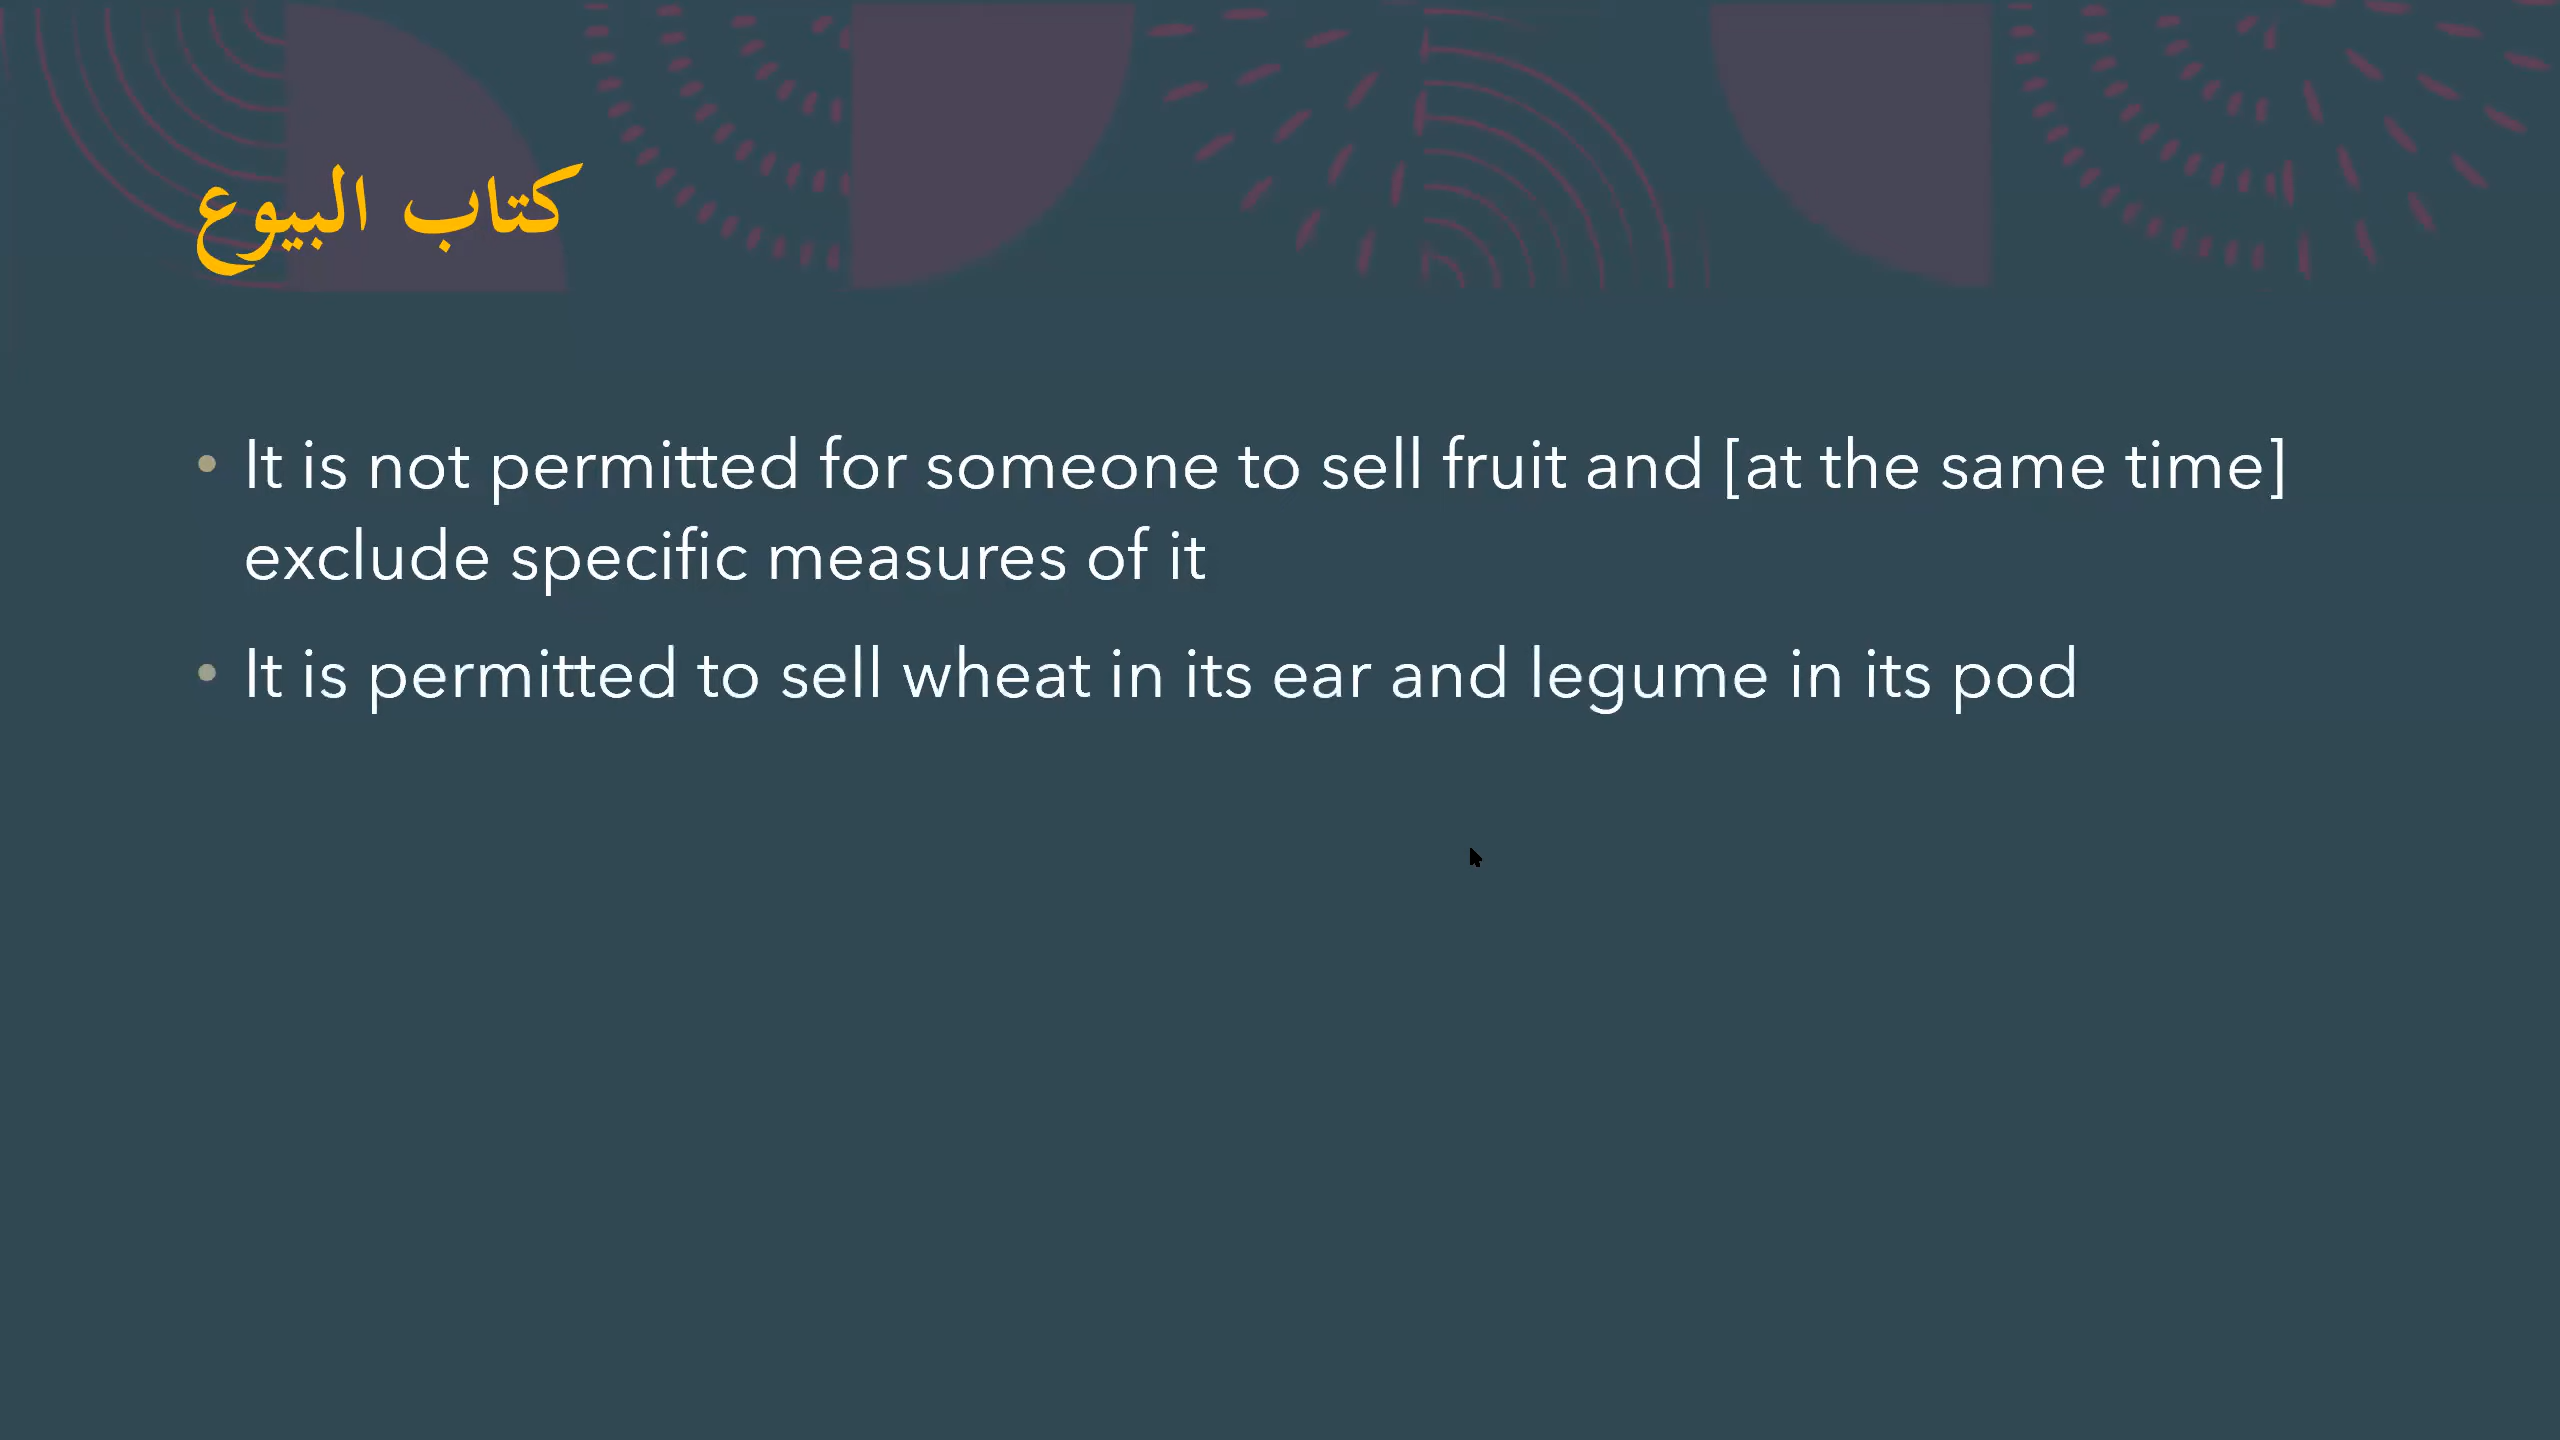 كتاب البيوع
• It is not permitted for someone to sell fruit and [at the same time]
exclude specific measures of it
• It is permitted to sell wheat in its ear and legume in its pod